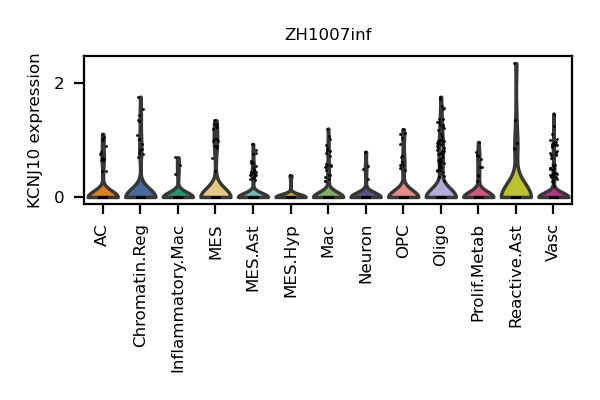 ZH1007inf
KCNJ10 expression
2
0
AC
Chromatin.Reg
Inflammatory.Mac
MES
MES.Ast
MES.Hyp
Mac
Neuron
OPC
Oligo
Prolif.Metab
Reactive.Ast
Vasc